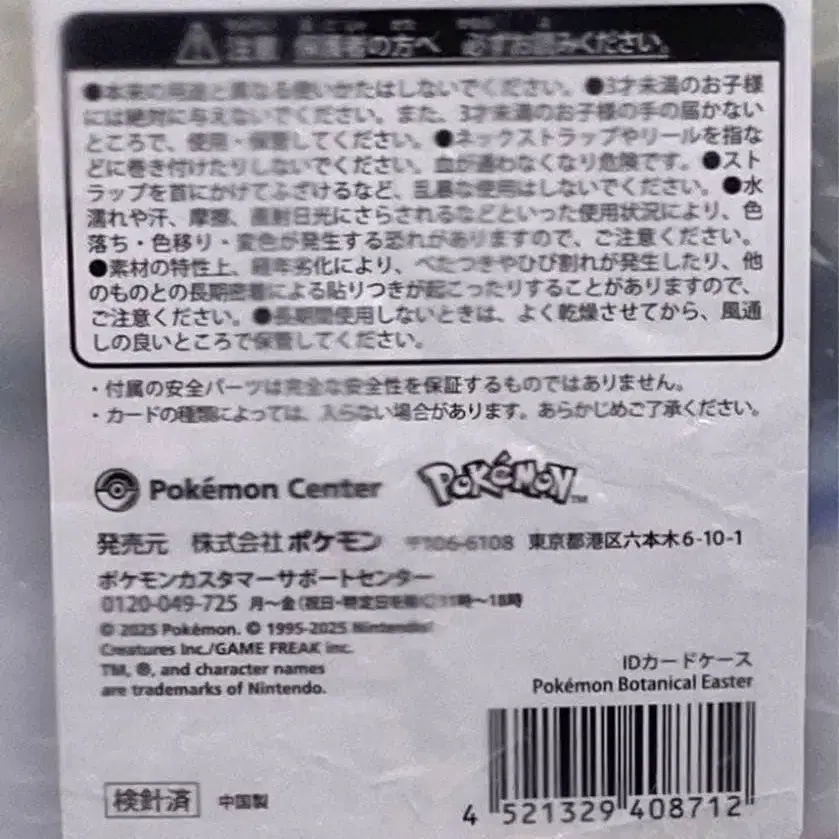 注意 保護者の方へ 必ずお読みください。
●本来の用途と異なる使いかたはしないでください。●3才未満のお子様
には絶対に与えないでください。また、3才未満のお子様の手の届かない
ところで、使用・保管してください。●ネックストラップやリールを指な
どに巻き付けたりしないでください。血が通わなくなり危険です。●スト
ラップを首にかけてふざけるなど、乱暴な使用はしないでください。●水
濡れや汗、摩擦、直射日光にさらされるなどといった使用状況により、色
落ち・色移り・変色が発生する恐れがありますので、ご注意ください。
●素材の特性上、経年劣化により、べたつきやひび割れが発生したり、他
のものとの長期密着による貼りつきが起こったりすることがありますので、
ご注意ください。●長期間使用しないときは、よく乾燥させてから、風通
しの良いところで保管してください。
・付属の安全パーツは完全な安全性を保証するものではありません。
・カードの種類によっては、入らない場合があります。あらかじめご了承ください。
Pokémon Center POKÉMON TM
発売元 株式会社ポケモン 〒106-6108 東京都港区六本木6-10-1
ポケモンカスタマーサポートセンター
0120-049-725 月～金(祝日・特定日を除く)11時～18時
© 2025 Pokémon. © 1995-2025 Nintendo/
Creatures Inc./GAME FREAK inc.
TM, ®, and character names
are trademarks of Nintendo.
IDカードケース
Pokémon Botanical Easter
検針済 中国製
4 521329 408712